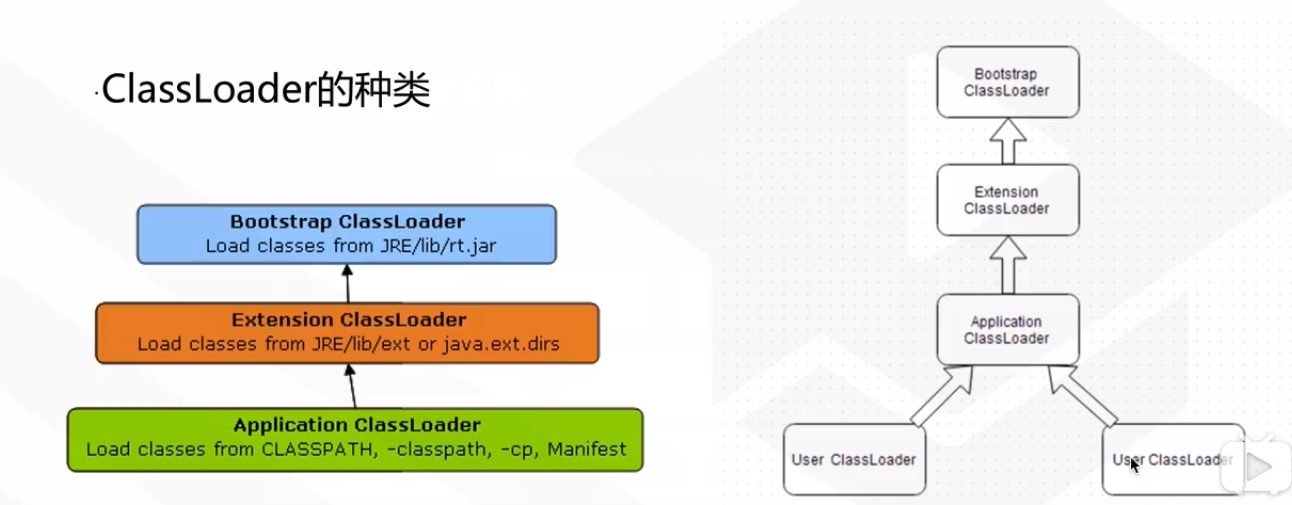 ·ClassLoader的种类
Bootstrap ClassLoader
Load classes from JRE/lib/rt.jar
Extension ClassLoader
Load classes from JRE/lib/ext or java.ext.dirs
Application ClassLoader
Load classes from CLASSPATH, -classpath, -cp, Manifest
Bootstrap
ClassLoader
Extension
ClassLoader
Application
ClassLoader
User ClassLoader
User ClassLoader